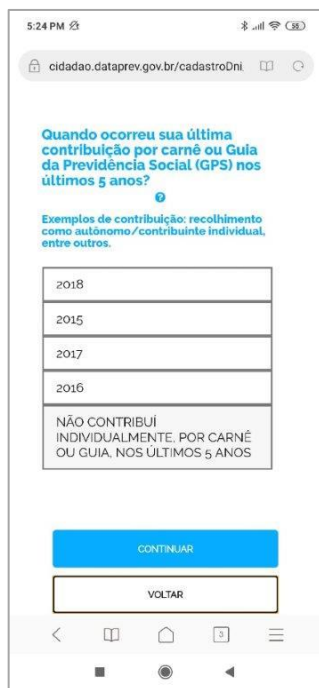 5:24 PM
55
cidadao.dataprev.gov.br/cadastroDni
Quando ocorreu sua última
contribuição por carnê ou Guia
da Previdência Social (GPS) nos
últimos 5 anos?
?
Exemplos de contribuição: recolhimento
como autônomo/contribuinte individual,
entre outros.
2018
2015
2017
2016
NÃO CONTRIBUÍ
INDIVIDUALMENTE, POR CARNÊ
OU GUIA, NOS ÚLTIMOS 5 ANOS
CONTINUAR
VOLTAR
3